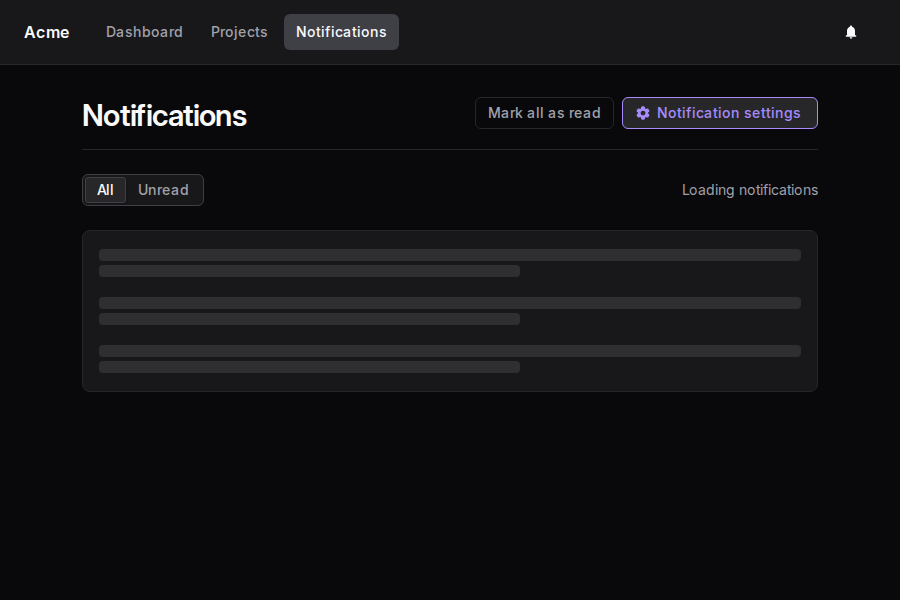 Acme Dashboard Projects Notifications
Notifications
Mark all as read Notification settings
All Unread Loading notifications